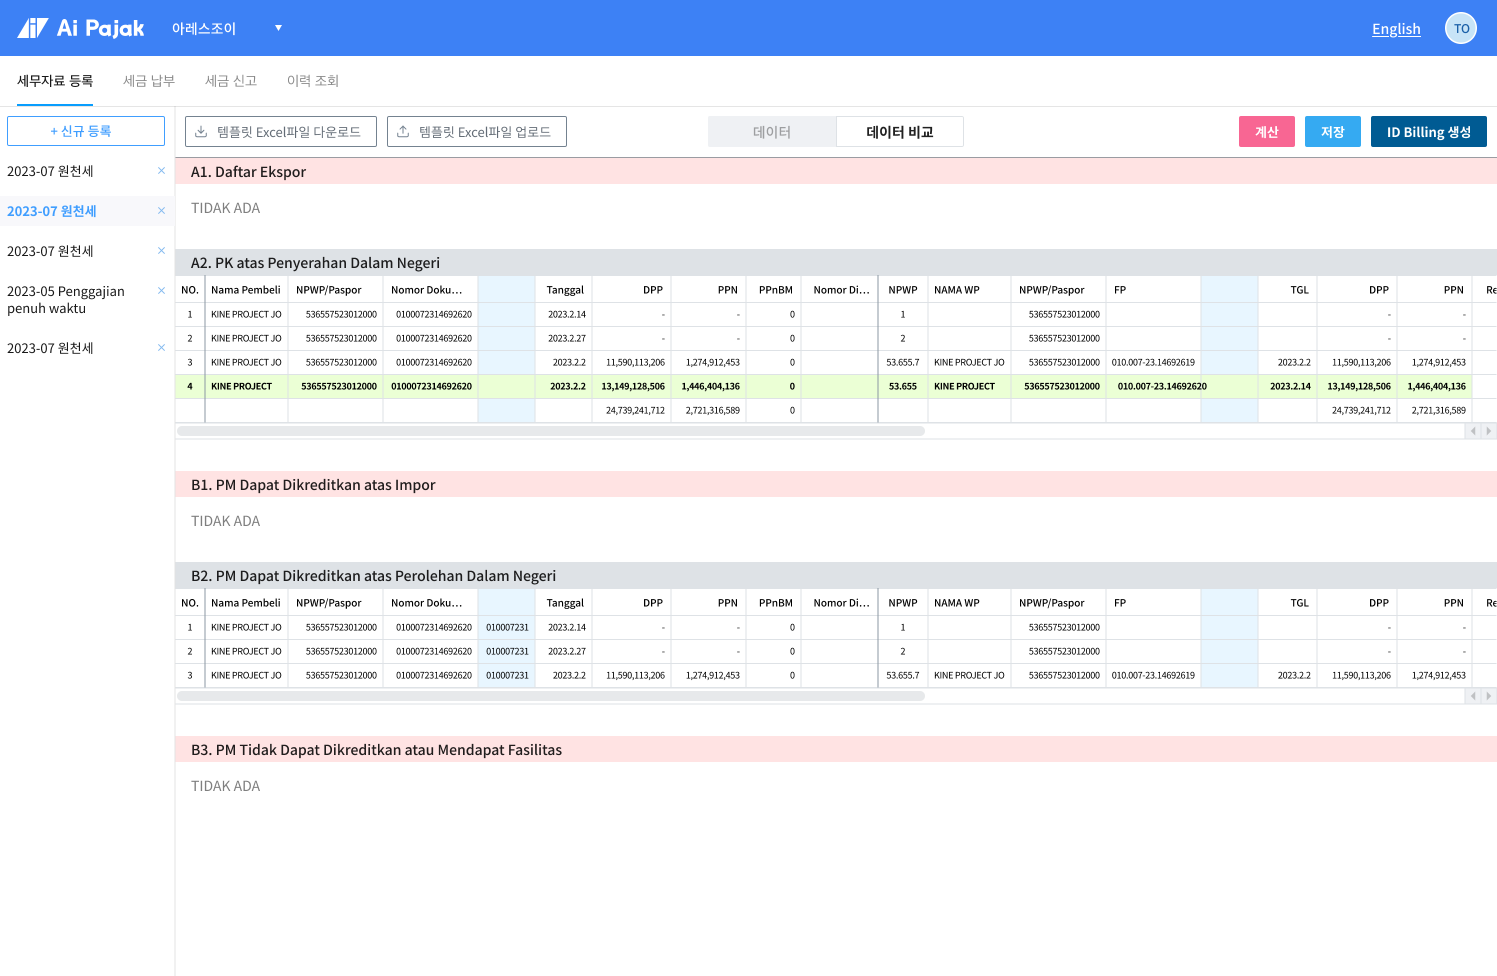 Ai Pajak 아레스조이 ▼ English TO
세무자료 등록 세금 납부 세금 신고 이력 조회
+ 신규 등록 템플릿 Excel파일 다운로드 템플릿 Excel파일 업로드 데이터 데이터 비교 계산 저장 ID Billing 생성
2023-07 원천세 ×
2023-07 원천세 ×
2023-07 원천세 ×
2023-05 Penggajian ×
penuh waktu
2023-07 원천세 ×
A1. Daftar Ekspor
TIDAK ADA
A2. PK atas Penyerahan Dalam Negeri
NO. Nama Pembeli NPWP/Paspor Nomor Doku... Tanggal DPP PPN PPnBM Nomor Di... NPWP NAMA WP NPWP/Paspor FP TGL DPP PPN Re
1 KINE PROJECT JO 536557523012000 0100072314692620 2023.2.14 - - 0 1 536557523012000 - -
2 KINE PROJECT JO 536557523012000 0100072314692620 2023.2.27 - - 0 2 536557523012000 - -
3 KINE PROJECT JO 536557523012000 0100072314692620 2023.2.2 11,590,113,206 1,274,912,453 0 53.655.7 KINE PROJECT JO 536557523012000 010.007-23.14692619 2023.2.2 11,590,113,206 1,274,912,453
4 KINE PROJECT 536557523012000 0100072314692620 2023.2.2 13,149,128,506 1,446,404,136 0 53.655 KINE PROJECT 536557523012000 010.007-23.14692620 2023.2.14 13,149,128,506 1,446,404,136
24,739,241,712 2,721,316,589 0 24,739,241,712 2,721,316,589
B1. PM Dapat Dikreditkan atas Impor
TIDAK ADA
B2. PM Dapat Dikreditkan atas Perolehan Dalam Negeri
NO. Nama Pembeli NPWP/Paspor Nomor Doku... Tanggal DPP PPN PPnBM Nomor Di... NPWP NAMA WP NPWP/Paspor FP TGL DPP PPN Re
1 KINE PROJECT JO 536557523012000 0100072314692620 010007231 2023.2.14 - - 0 1 536557523012000 - -
2 KINE PROJECT JO 536557523012000 0100072314692620 010007231 2023.2.27 - - 0 2 536557523012000 - -
3 KINE PROJECT JO 536557523012000 0100072314692620 010007231 2023.2.2 11,590,113,206 1,274,912,453 0 53.655.7 KINE PROJECT JO 536557523012000 010.007-23.14692619 2023.2.2 11,590,113,206 1,274,912,453
B3. PM Tidak Dapat Dikreditkan atau Mendapat Fasilitas
TIDAK ADA